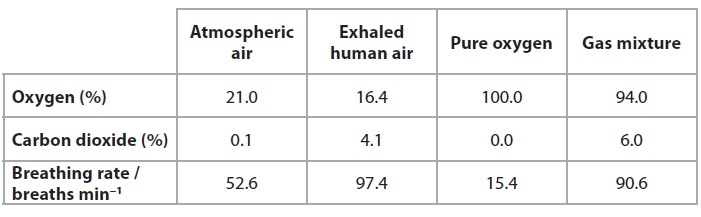 Atmospheric air Exhaled human air Pure oxygen Gas mixture
Oxygen (%) 21.0 16.4 100.0 94.0
Carbon dioxide (%) 0.1 4.1 0.0 6.0
Breathing rate / breaths min⁻¹ 52.6 97.4 15.4 90.6